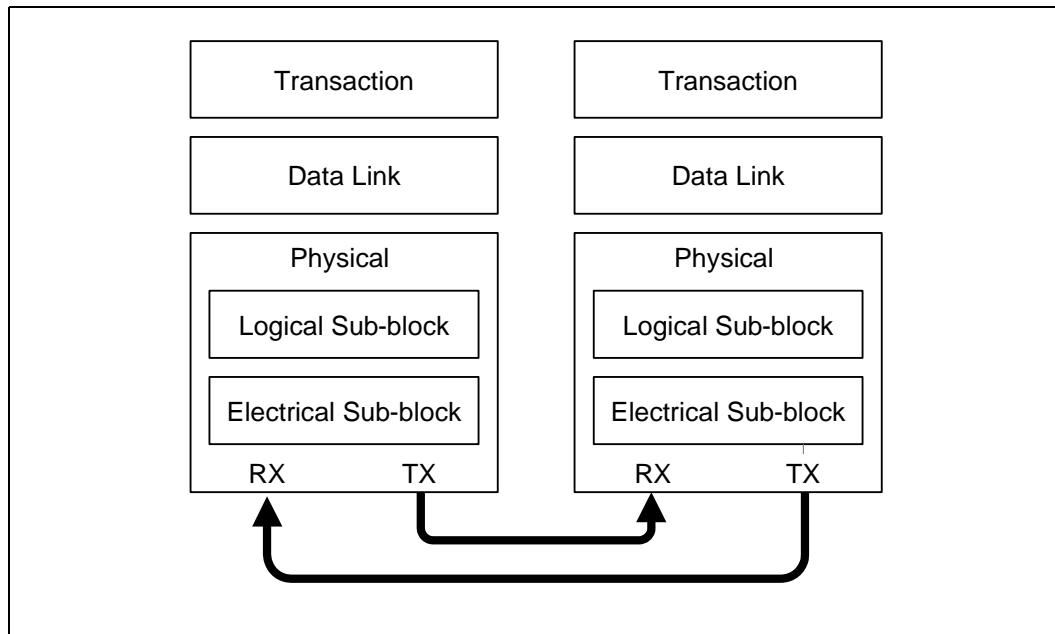 Transaction
Data Link
Physical
Logical Sub-block
Electrical Sub-block
RX TX
Transaction
Data Link
Physical
Logical Sub-block
Electrical Sub-block
RX TX